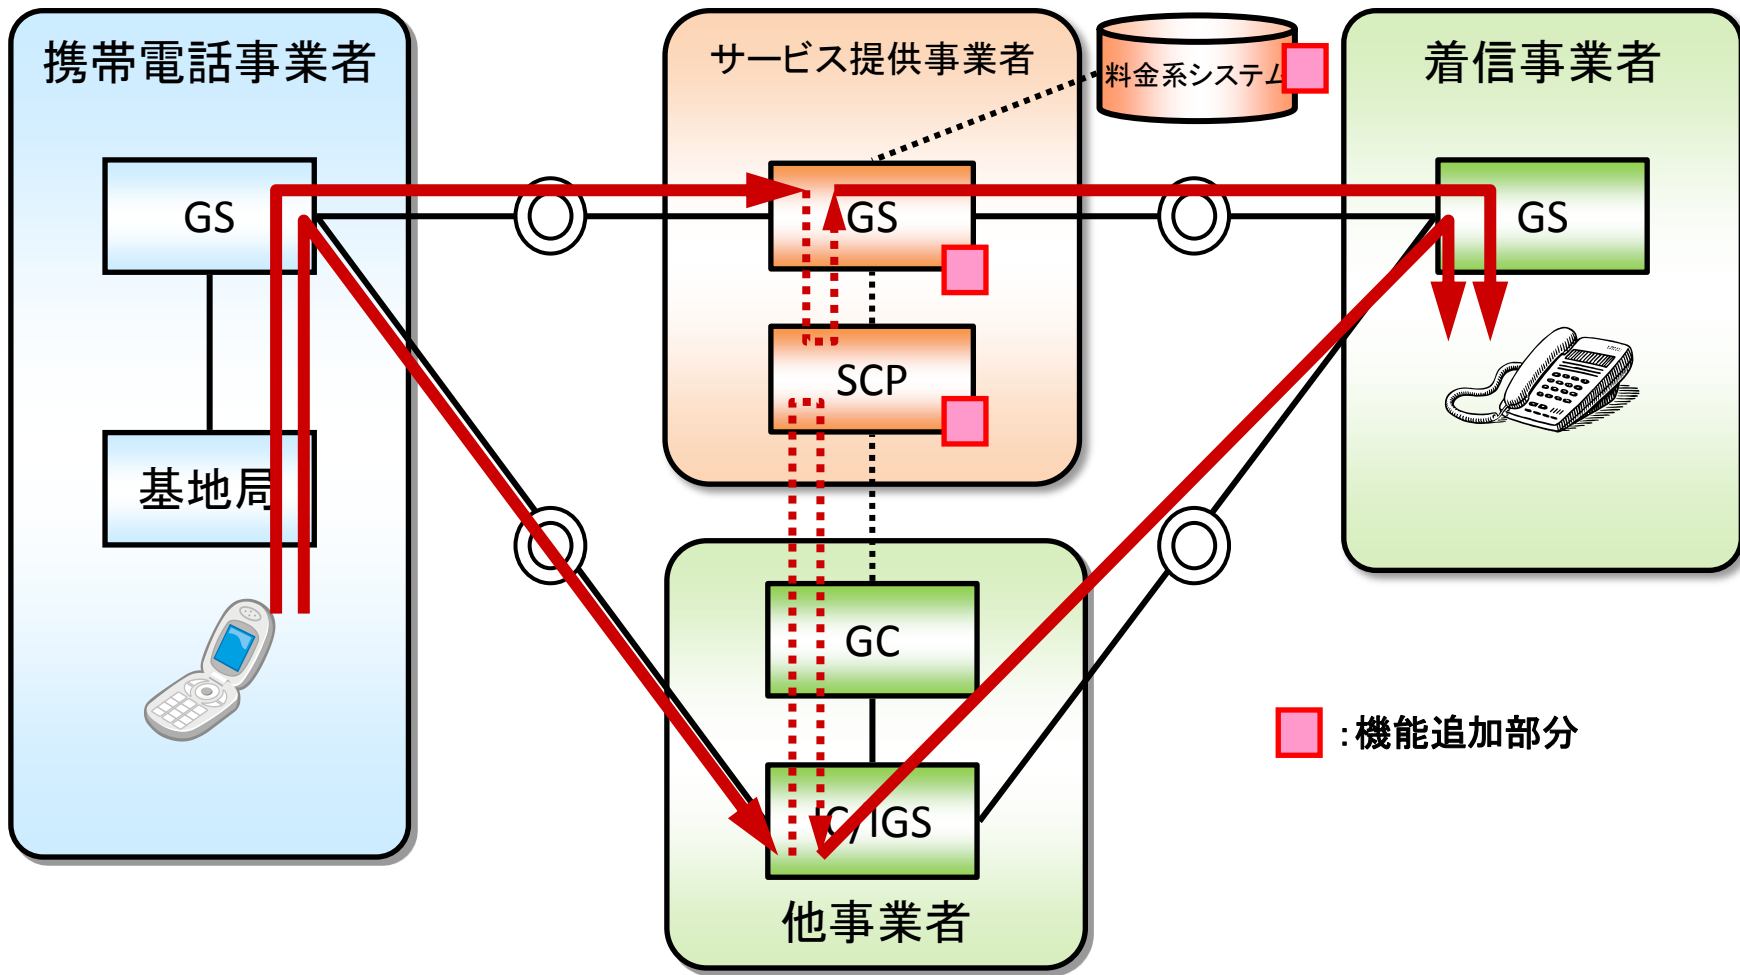 携帯電話事業者
サービス提供事業者
料金系システム
着信事業者
GS
GS
GS
SCP
基地局
GC
:機能追加部分
IC/IGS
他事業者